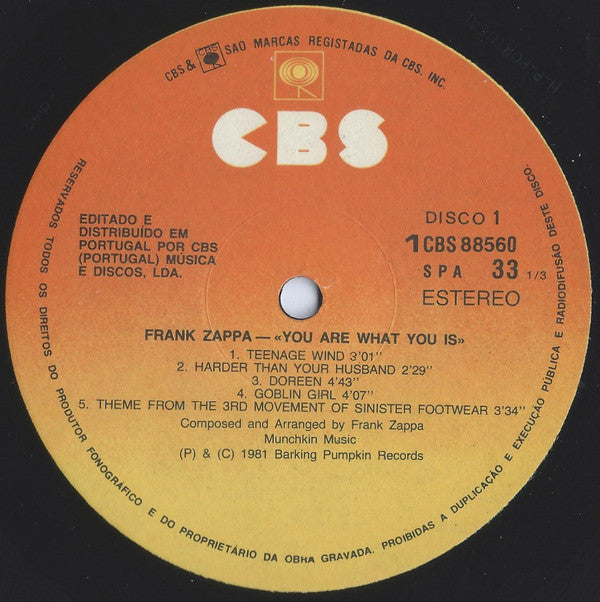 CBS & CBS SAO MARCAS REGISTADAS DA CBS, INC.
CBS
EDITADO E
DISTRIBUÍDO EM
PORTUGAL POR CBS
(PORTUGAL) MÚSICA
E DISCOS, LDA.
DISCO 1
1CBS 88560
SPA 33 1/3
ESTEREO
FRANK ZAPPA — «YOU ARE WHAT YOU IS»
1. TEENAGE WIND 3'01"
2. HARDER THAN YOUR HUSBAND 2'29"
3. DOREEN 4'43"
4. GOBLIN GIRL 4'07"
5. THEME FROM THE 3RD MOVEMENT OF SINISTER FOOTWEAR 3'34"
Composed and Arranged by Frank Zappa
Munchkin Music
(P) & (C) 1981 Barking Pumpkin Records
RESERVADOS TODOS OS DIREITOS DO PRODUTOR FONOGRÁFICO E DO PROPRIETÁRIO DA OBHA GRAVADA. PROIBIDAS A DUPLICAÇÃO E EXECUÇÃO PÚBLICA E RADIODIFUSÃO DESTE DISCO.